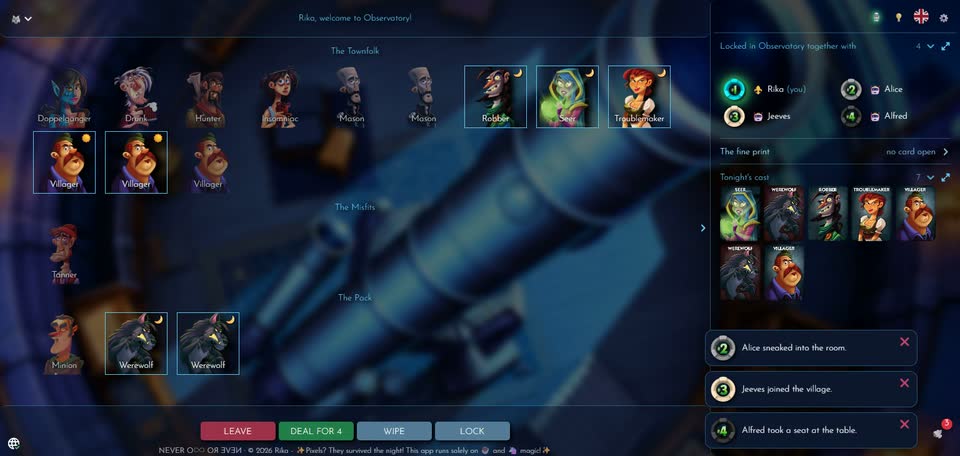 Rika, welcome to Observatory!
The Townfolk
Doppelganger Drunk Hunter Insomniac Mason Mason Robber Seer Troublemaker
Villager Villager Villager
The Misfits
Tanner
The Pack
Minion Werewolf Werewolf
LEAVE DEAL FOR 4 WIPE LOCK
Locked in Observatory together with 4
1 Rika (you) 2 Alice
3 Jeeves 4 Alfred
The fine print no card open
Tonight's cast 7
SEER WEREWOLF ROBBER TROUBLEMAKER VILLAGER
WEREWOLF VILLAGER
2 Alice sneaked into the room.
3 Jeeves joined the village.
4 Alfred took a seat at the table.
3
© 2026 Rika - ✨Pixels? They survived the night! This app runs solely on and magic!✨